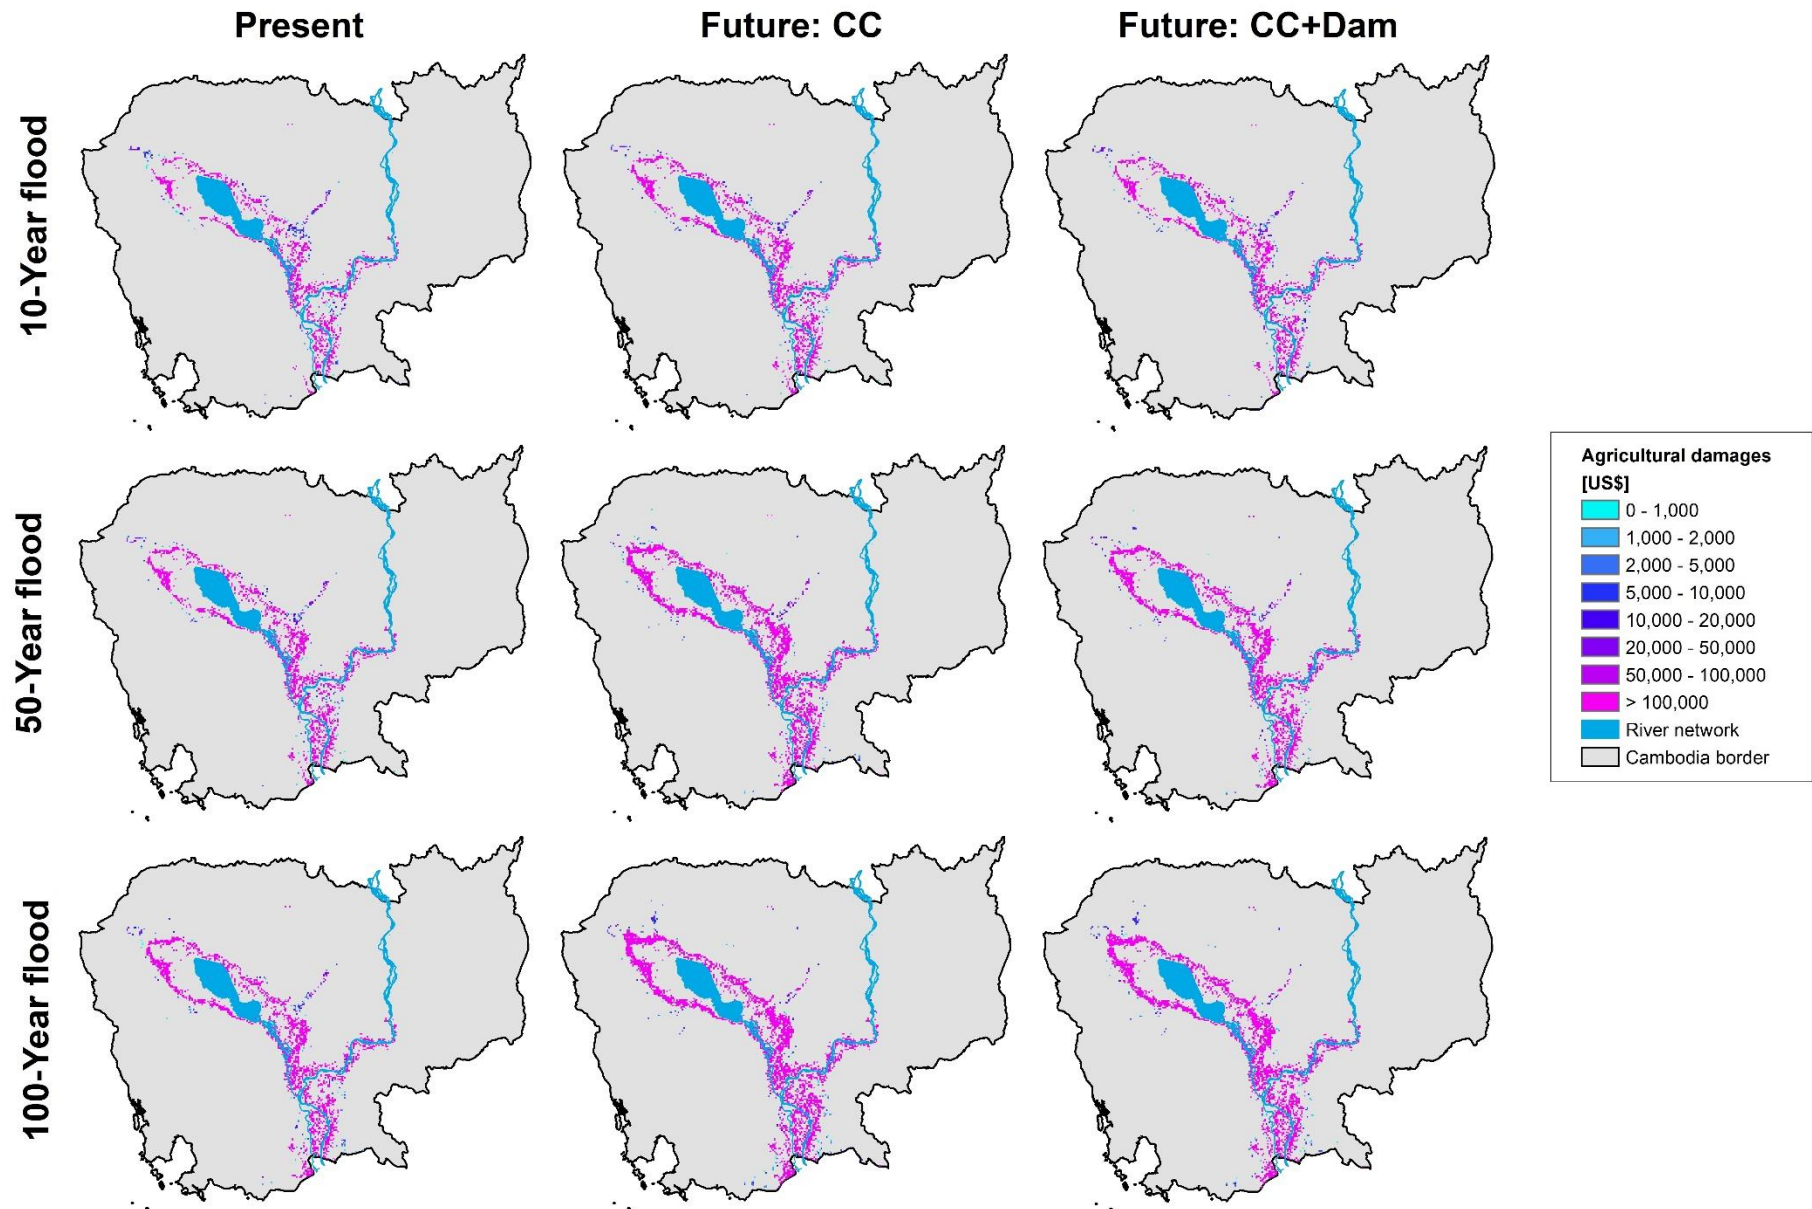 Present
Future: CC
Future: CC+Dam
10-Year flood
50-Year flood
100-Year flood
Agricultural damages
[US$]
0 - 1,000
1,000 - 2,000
2,000 - 5,000
5,000 - 10,000
10,000 - 20,000
20,000 - 50,000
50,000 - 100,000
> 100,000
River network
Cambodia border